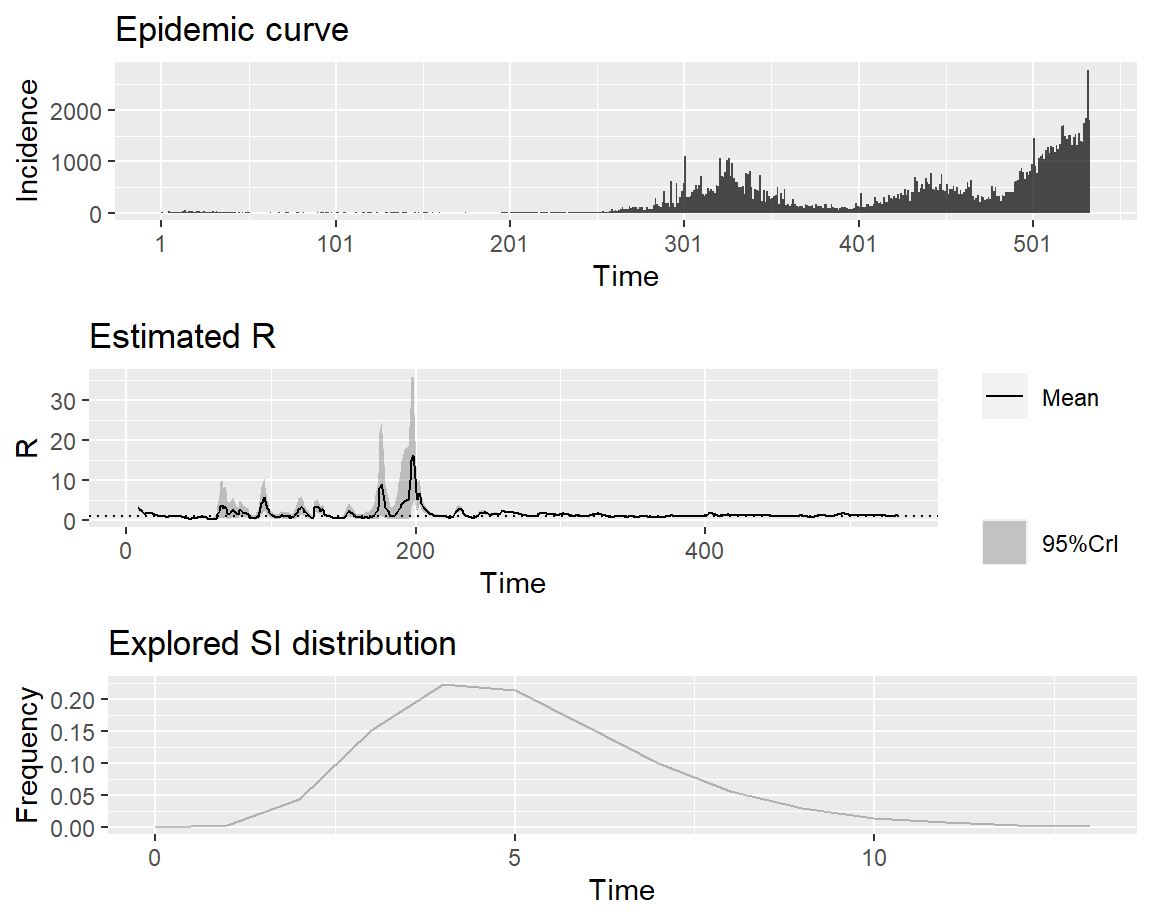 Epidemic curve
Incidence
2000
1000
0
1 101 201 301 401 501
Time
Estimated R
R
30
20
10
0
0 200 400
Time
Mean
95%CrI
Explored SI distribution
Frequency
0.20
0.15
0.10
0.05
0.00
0 5 10
Time